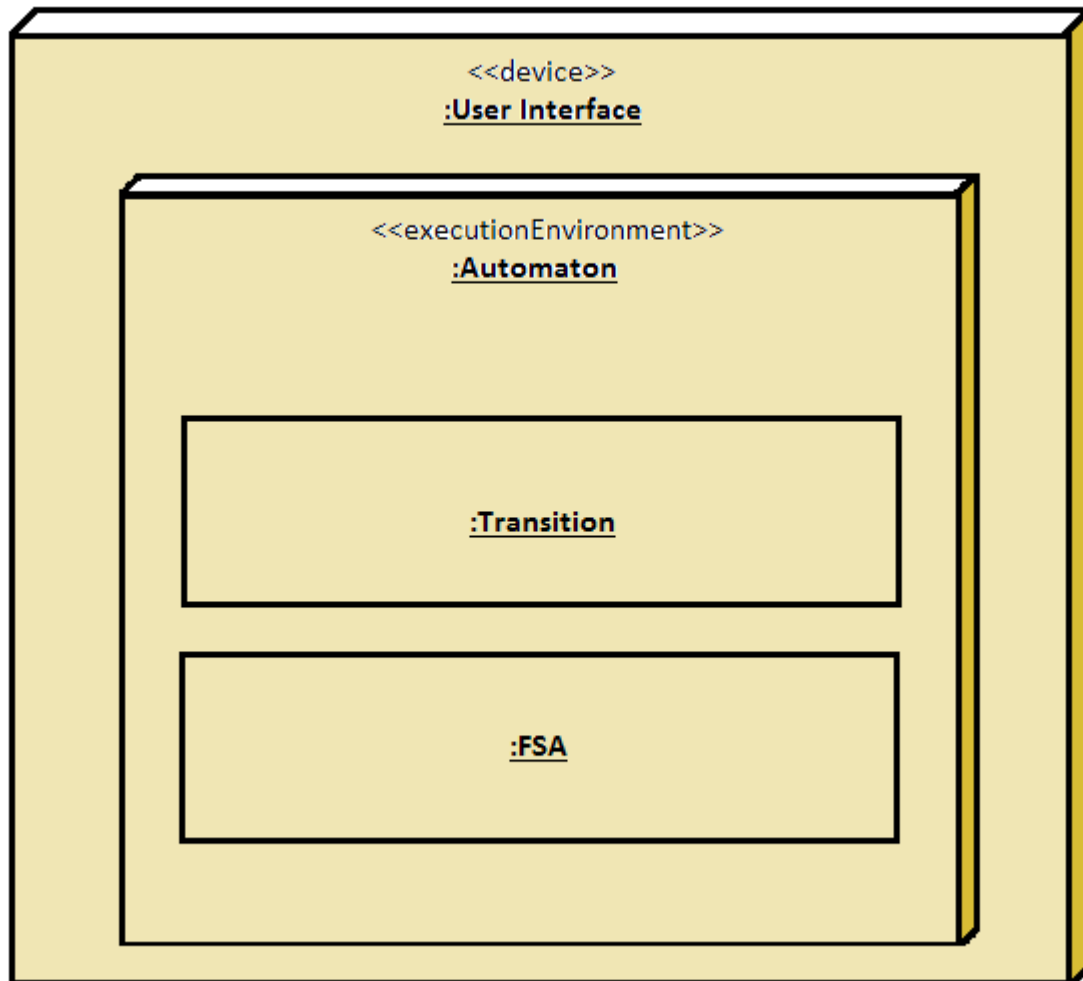 <<device>>
:User Interface
<<executionEnvironment>>
:Automaton
:Transition
:FSA